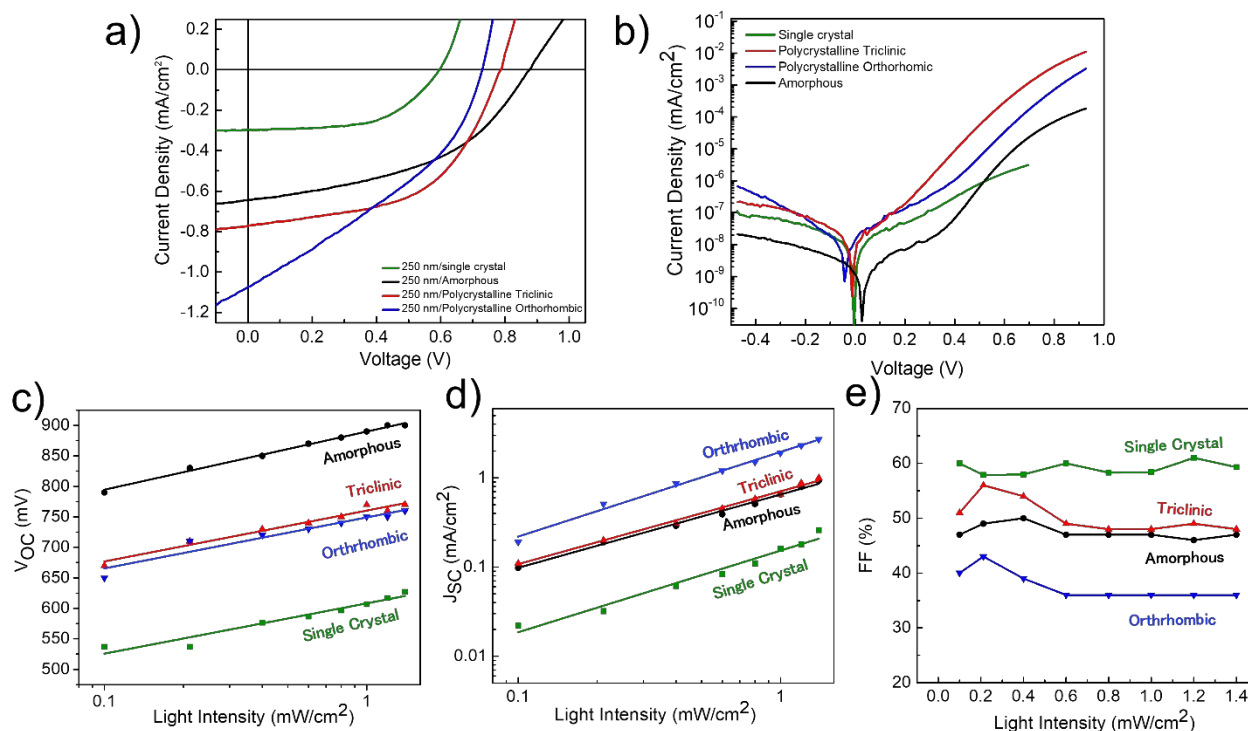 a)
0.2
0.0
-0.2
-0.4
-0.6
-0.8
-1.0
-1.2
Current Density (mA/cm²)
250 nm/single crystal
250 nm/Amorphous
250 nm/Polycrystalline Triclinic
250 nm/Polycrystalline Orthorhombic
0.0 0.2 0.4 0.6 0.8 1.0
Voltage (V)
b)
10⁻¹
10⁻²
10⁻³
10⁻⁴
10⁻⁵
10⁻⁶
10⁻⁷
10⁻⁸
10⁻⁹
10⁻¹⁰
Current Density (mA/cm²)
Single crystal
Polycrystalline Triclinic
Polycrystalline Orthorhomic
Amorphous
-0.4 -0.2 0.0 0.2 0.4 0.6 0.8 1.0
Voltage (V)
c)
900
850
800
750
700
650
600
550
500
VOC (mV)
Amorphous
Triclinic
Orthrhombic
Single Crystal
0.1 1
Light Intensity (mW/cm²)
d)
1
0.1
0.01
JSC (mA/cm²)
Orthrhombic
Triclinic
Amorphous
Single Crystal
0.1 1
Light Intensity (mW/cm²)
e)
70
60
50
40
30
20
FF (%)
Single Crystal
Triclinic
Amorphous
Orthrhombic
0.0 0.2 0.4 0.6 0.8 1.0 1.2 1.4
Light Intensity (mW/cm²)